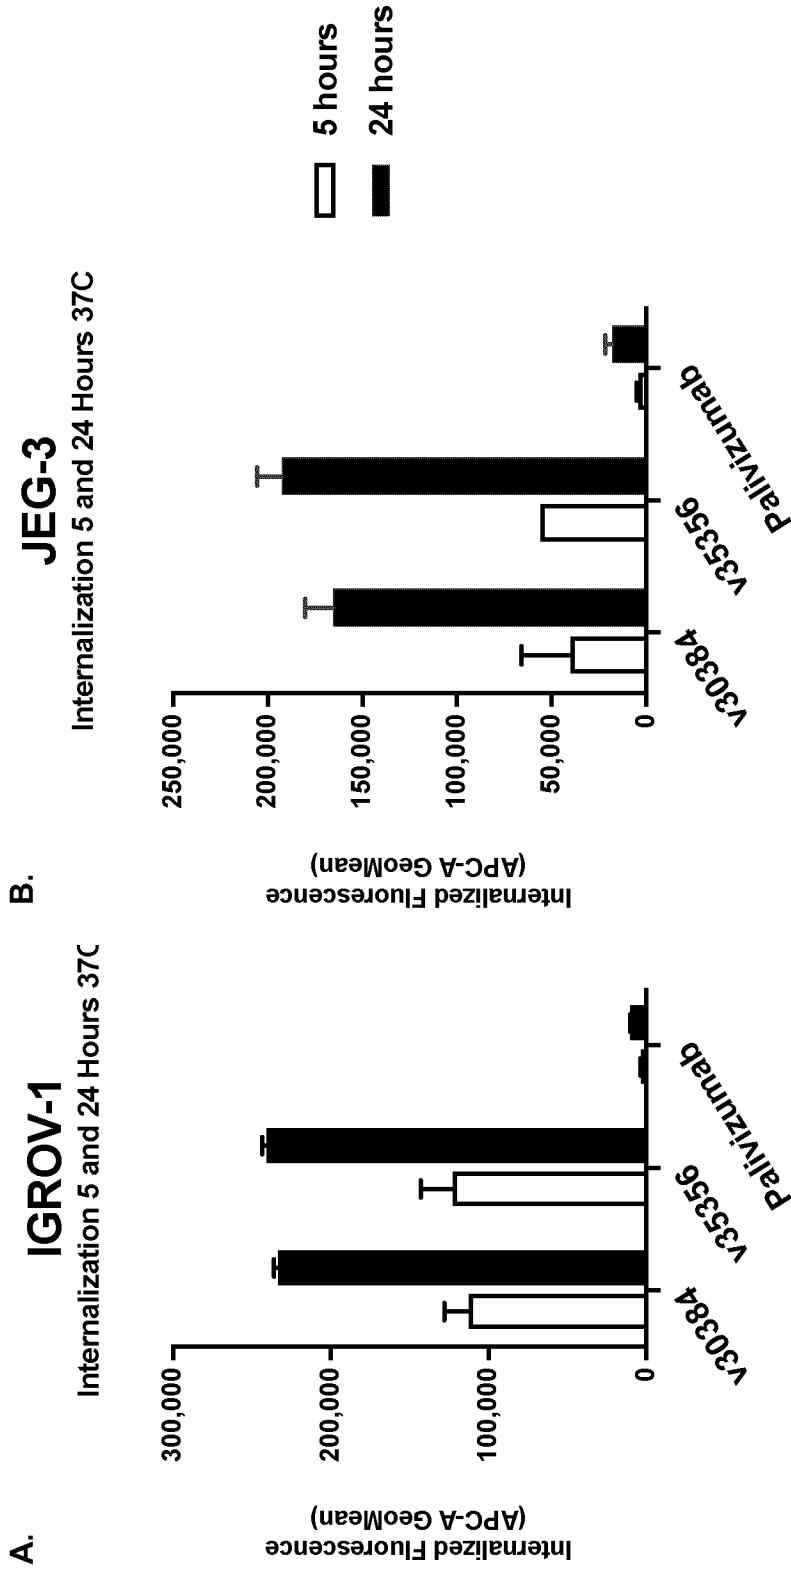 A.
IGROV-1
Internalization 5 and 24 Hours 37C
Internalized Fluorescence
(APC-A GeoMean)
300,000
200,000
100,000
0
v30384
v35356
Palivizumab
B.
JEG-3
Internalization 5 and 24 Hours 37C
Internalized Fluorescence
(APC-A GeoMean)
250,000
200,000
150,000
100,000
50,000
0
v30384
v35356
Palivizumab
5 hours
24 hours